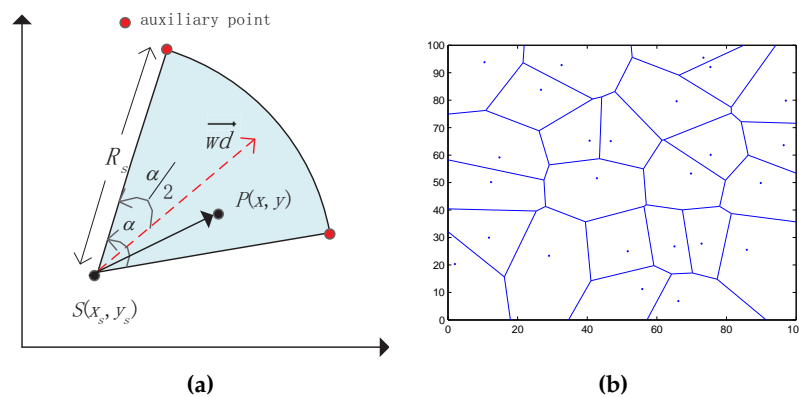 auxiliary point
R_s
α/2
wd
α
P(x, y)
S(x_s, y_s)
(a)
100
90
80
70
60
50
40
30
20
10
0
0 20 40 60 80 100
(b)